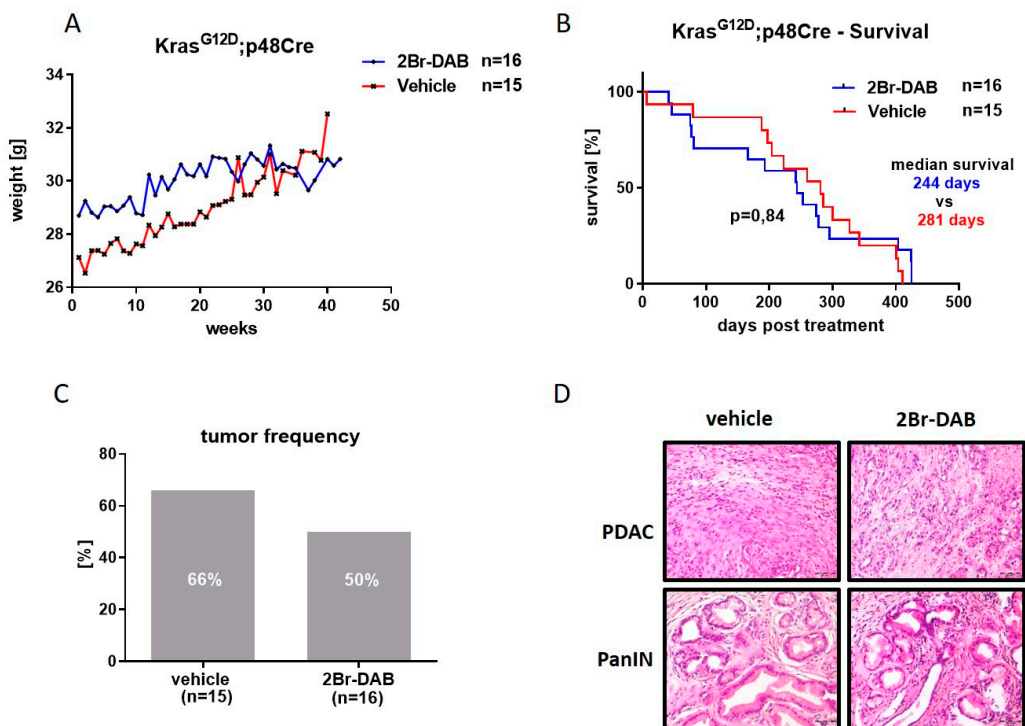 A
Kras^G12D;p48Cre
2Br-DAB n=16
Vehicle n=15
weight [g]
34
32
30
28
26
0 10 20 30 40 50
weeks
B
Kras^G12D;p48Cre - Survival
2Br-DAB n=16
Vehicle n=15
survival [%]
100
50
0
p=0,84
median survival
244 days
vs
281 days
0 100 200 300 400 500
days post treatment
C
tumor frequency
[%]
80
60
40
20
0
66%
50%
vehicle
(n=15)
2Br-DAB
(n=16)
D
vehicle 2Br-DAB
PDAC
PanIN